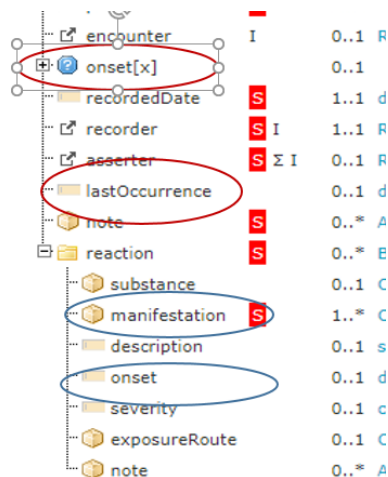 encounter I 0..1 R
onset[x] 0..1
recordedDate S 1..1 d
recorder S I 1..1 R
asserter S Σ I 0..1 R
lastOccurrence 0..1 d
note S 0..* A
reaction S 0..* B
substance 0..1 C
manifestation S 1..* C
description 0..1 s
onset 0..1 d
severity 0..1 c
exposureRoute 0..1 C
note 0..* A